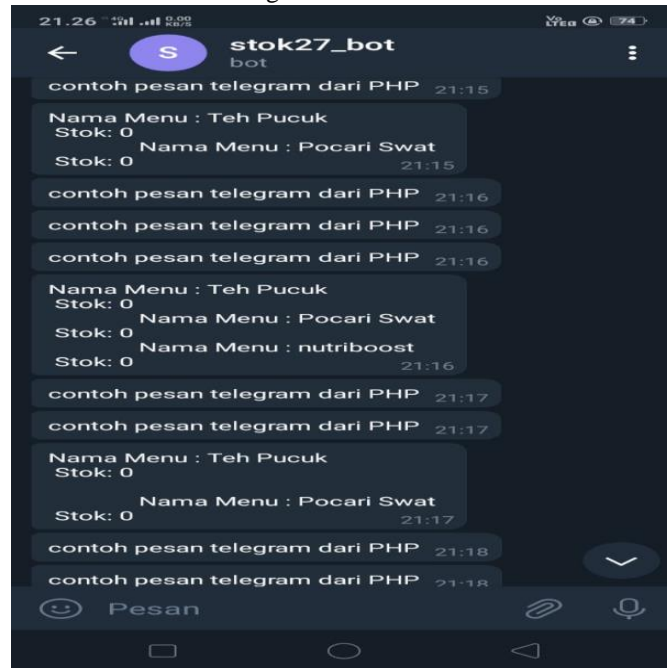 21.26
0.00
KB/S
74
S
stok27_bot
bot
contoh pesan telegram dari PHP 21:15
Nama Menu : Teh Pucuk
Stok: 0
Nama Menu : Pocari Swat
Stok: 0 21:15
contoh pesan telegram dari PHP 21:16
contoh pesan telegram dari PHP 21:16
contoh pesan telegram dari PHP 21:16
Nama Menu : Teh Pucuk
Stok: 0
Nama Menu : Pocari Swat
Stok: 0
Nama Menu : nutriboost
Stok: 0 21:16
contoh pesan telegram dari PHP 21:17
contoh pesan telegram dari PHP 21:17
Nama Menu : Teh Pucuk
Stok: 0
Nama Menu : Pocari Swat
Stok: 0 21:17
contoh pesan telegram dari PHP 21:18
contoh pesan telegram dari PHP 21:18
Pesan